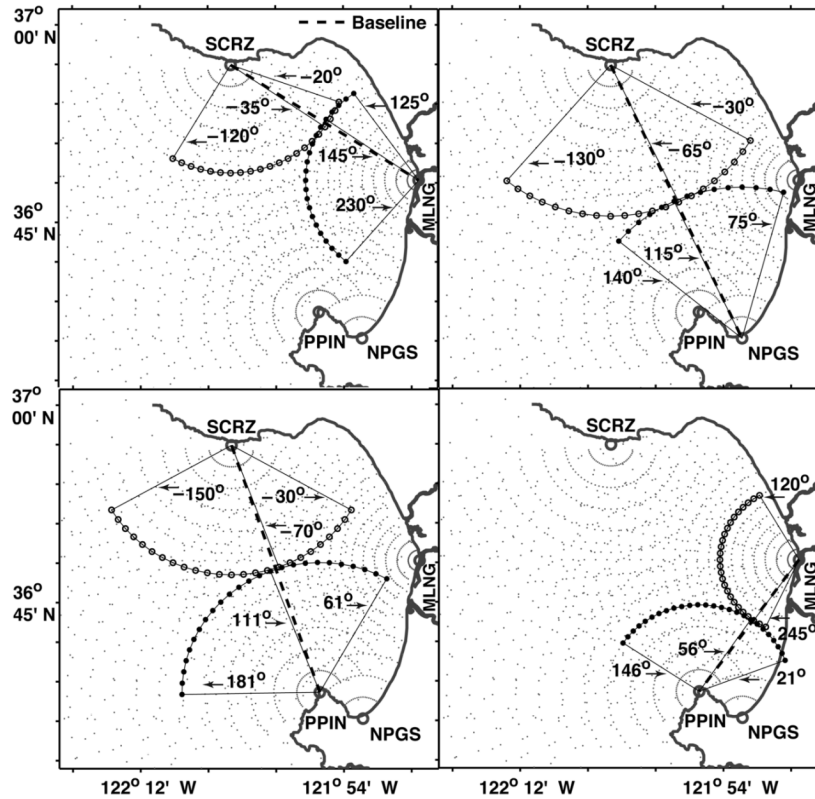 37° 00' N
36° 45' N
Baseline
SCRZ
−20°
125°
−35°
−120°
145°
230°
MLNG
PPIN
NPGS
SCRZ
−30°
−65°
−130°
MLNG
75°
115°
140°
PPIN
NPGS
37° 00' N
36° 45' N
SCRZ
−150°
−30°
−70°
MLNG
61°
111°
181°
PPIN
NPGS
122° 12' W
121° 54' W
SCRZ
120°
MLNG
245°
56°
146°
21°
PPIN
NPGS
122° 12' W
121° 54' W